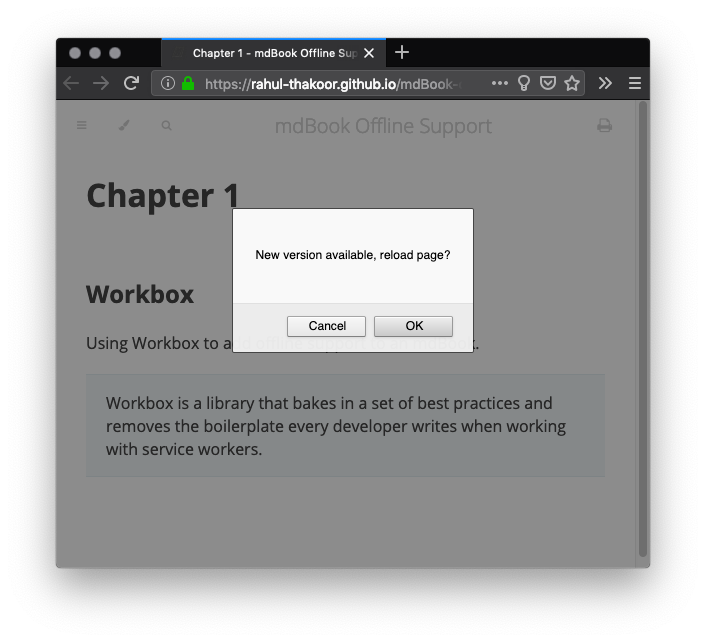 Chapter 1 - mdBook Offline Sup
https://rahul-thakoor.github.io/mdBook-
mdBook Offline Support
Chapter 1
New version available, reload page?
Cancel OK
Workbox
Using Workbox to a
Workbox is a library that bakes in a set of best practices and
removes the boilerplate every developer writes when working
with service workers.